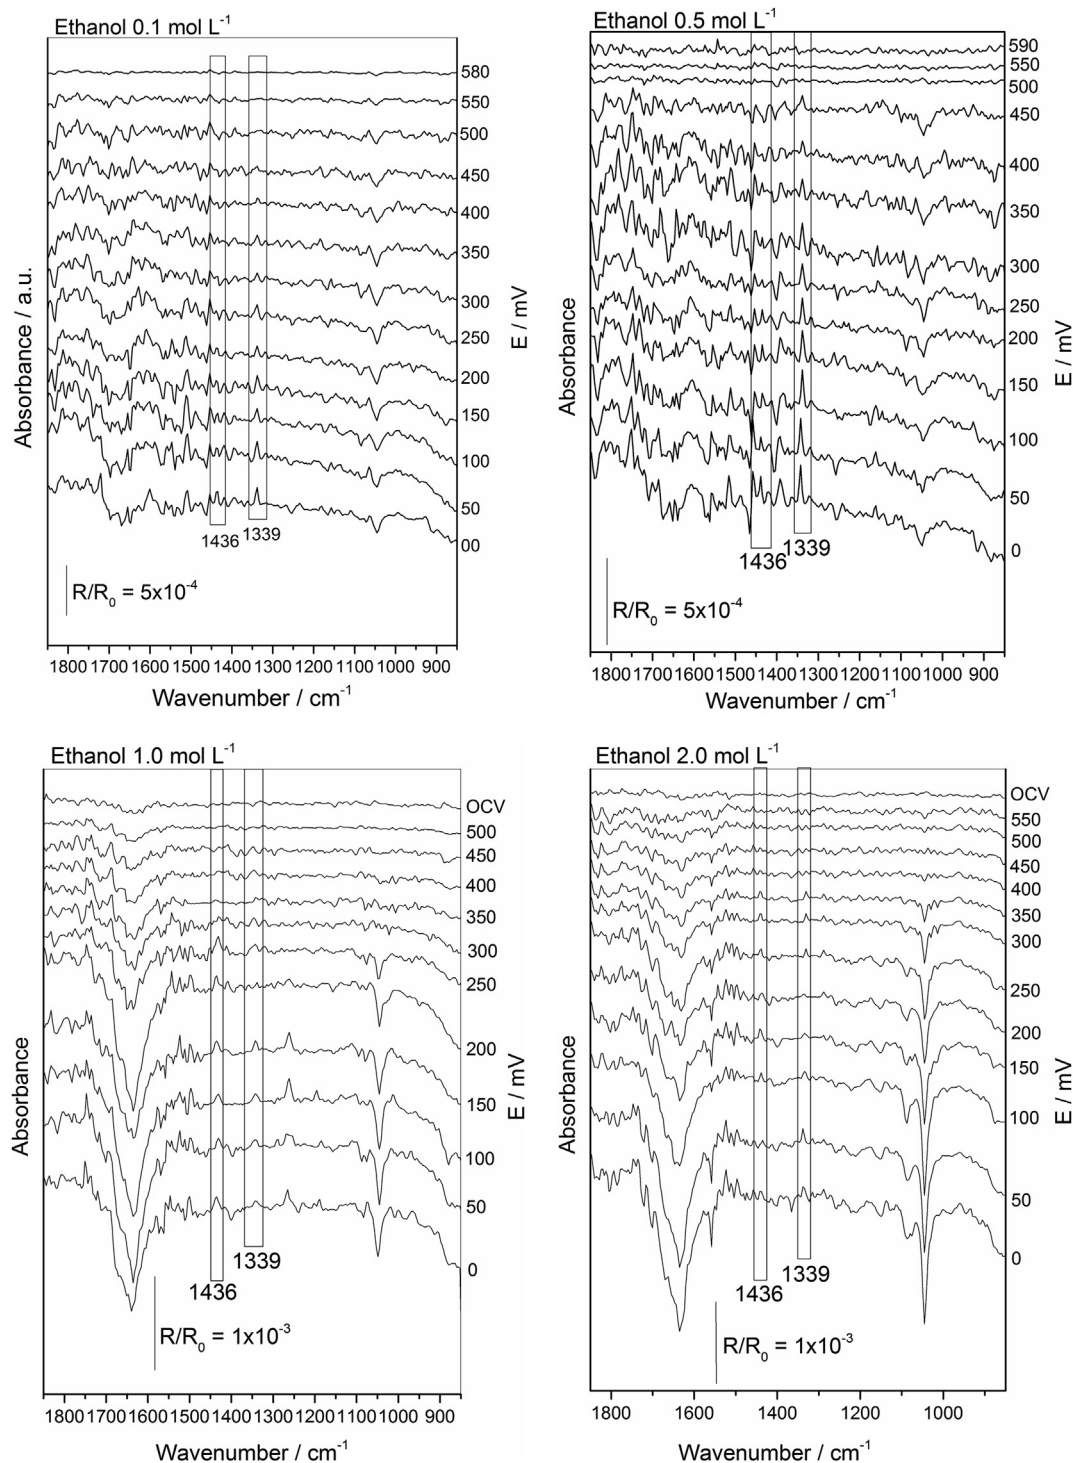 Ethanol 0.1 mol L⁻¹
580
550
500
450
400
350
300
250
200
150
100
50
00
Absorbance / a.u.
E / mV
1436
1339
R/R₀ = 5x10⁻⁴
1800 1700 1600 1500 1400 1300 1200 1100 1000 900
Wavenumber / cm⁻¹
Ethanol 0.5 mol L⁻¹
590
550
500
450
400
350
300
250
200
150
100
50
0
Absorbance
E / mV
1436
1339
R/R₀ = 5x10⁻⁴
1800 1700 1600 1500 1400 1300 1200 1100 1000 900
Wavenumber / cm⁻¹
Ethanol 1.0 mol L⁻¹
OCV
500
450
400
350
300
250
200
150
100
50
0
Absorbance
E / mV
1339
1436
R/R₀ = 1x10⁻³
1800 1700 1600 1500 1400 1300 1200 1100 1000 900
Wavenumber / cm⁻¹
Ethanol 2.0 mol L⁻¹
OCV
550
500
450
400
350
300
250
200
150
100
50
0
Absorbance
E / mV
1339
1436
R/R₀ = 1x10⁻³
1800 1600 1400 1200 1000
Wavenumber / cm⁻¹